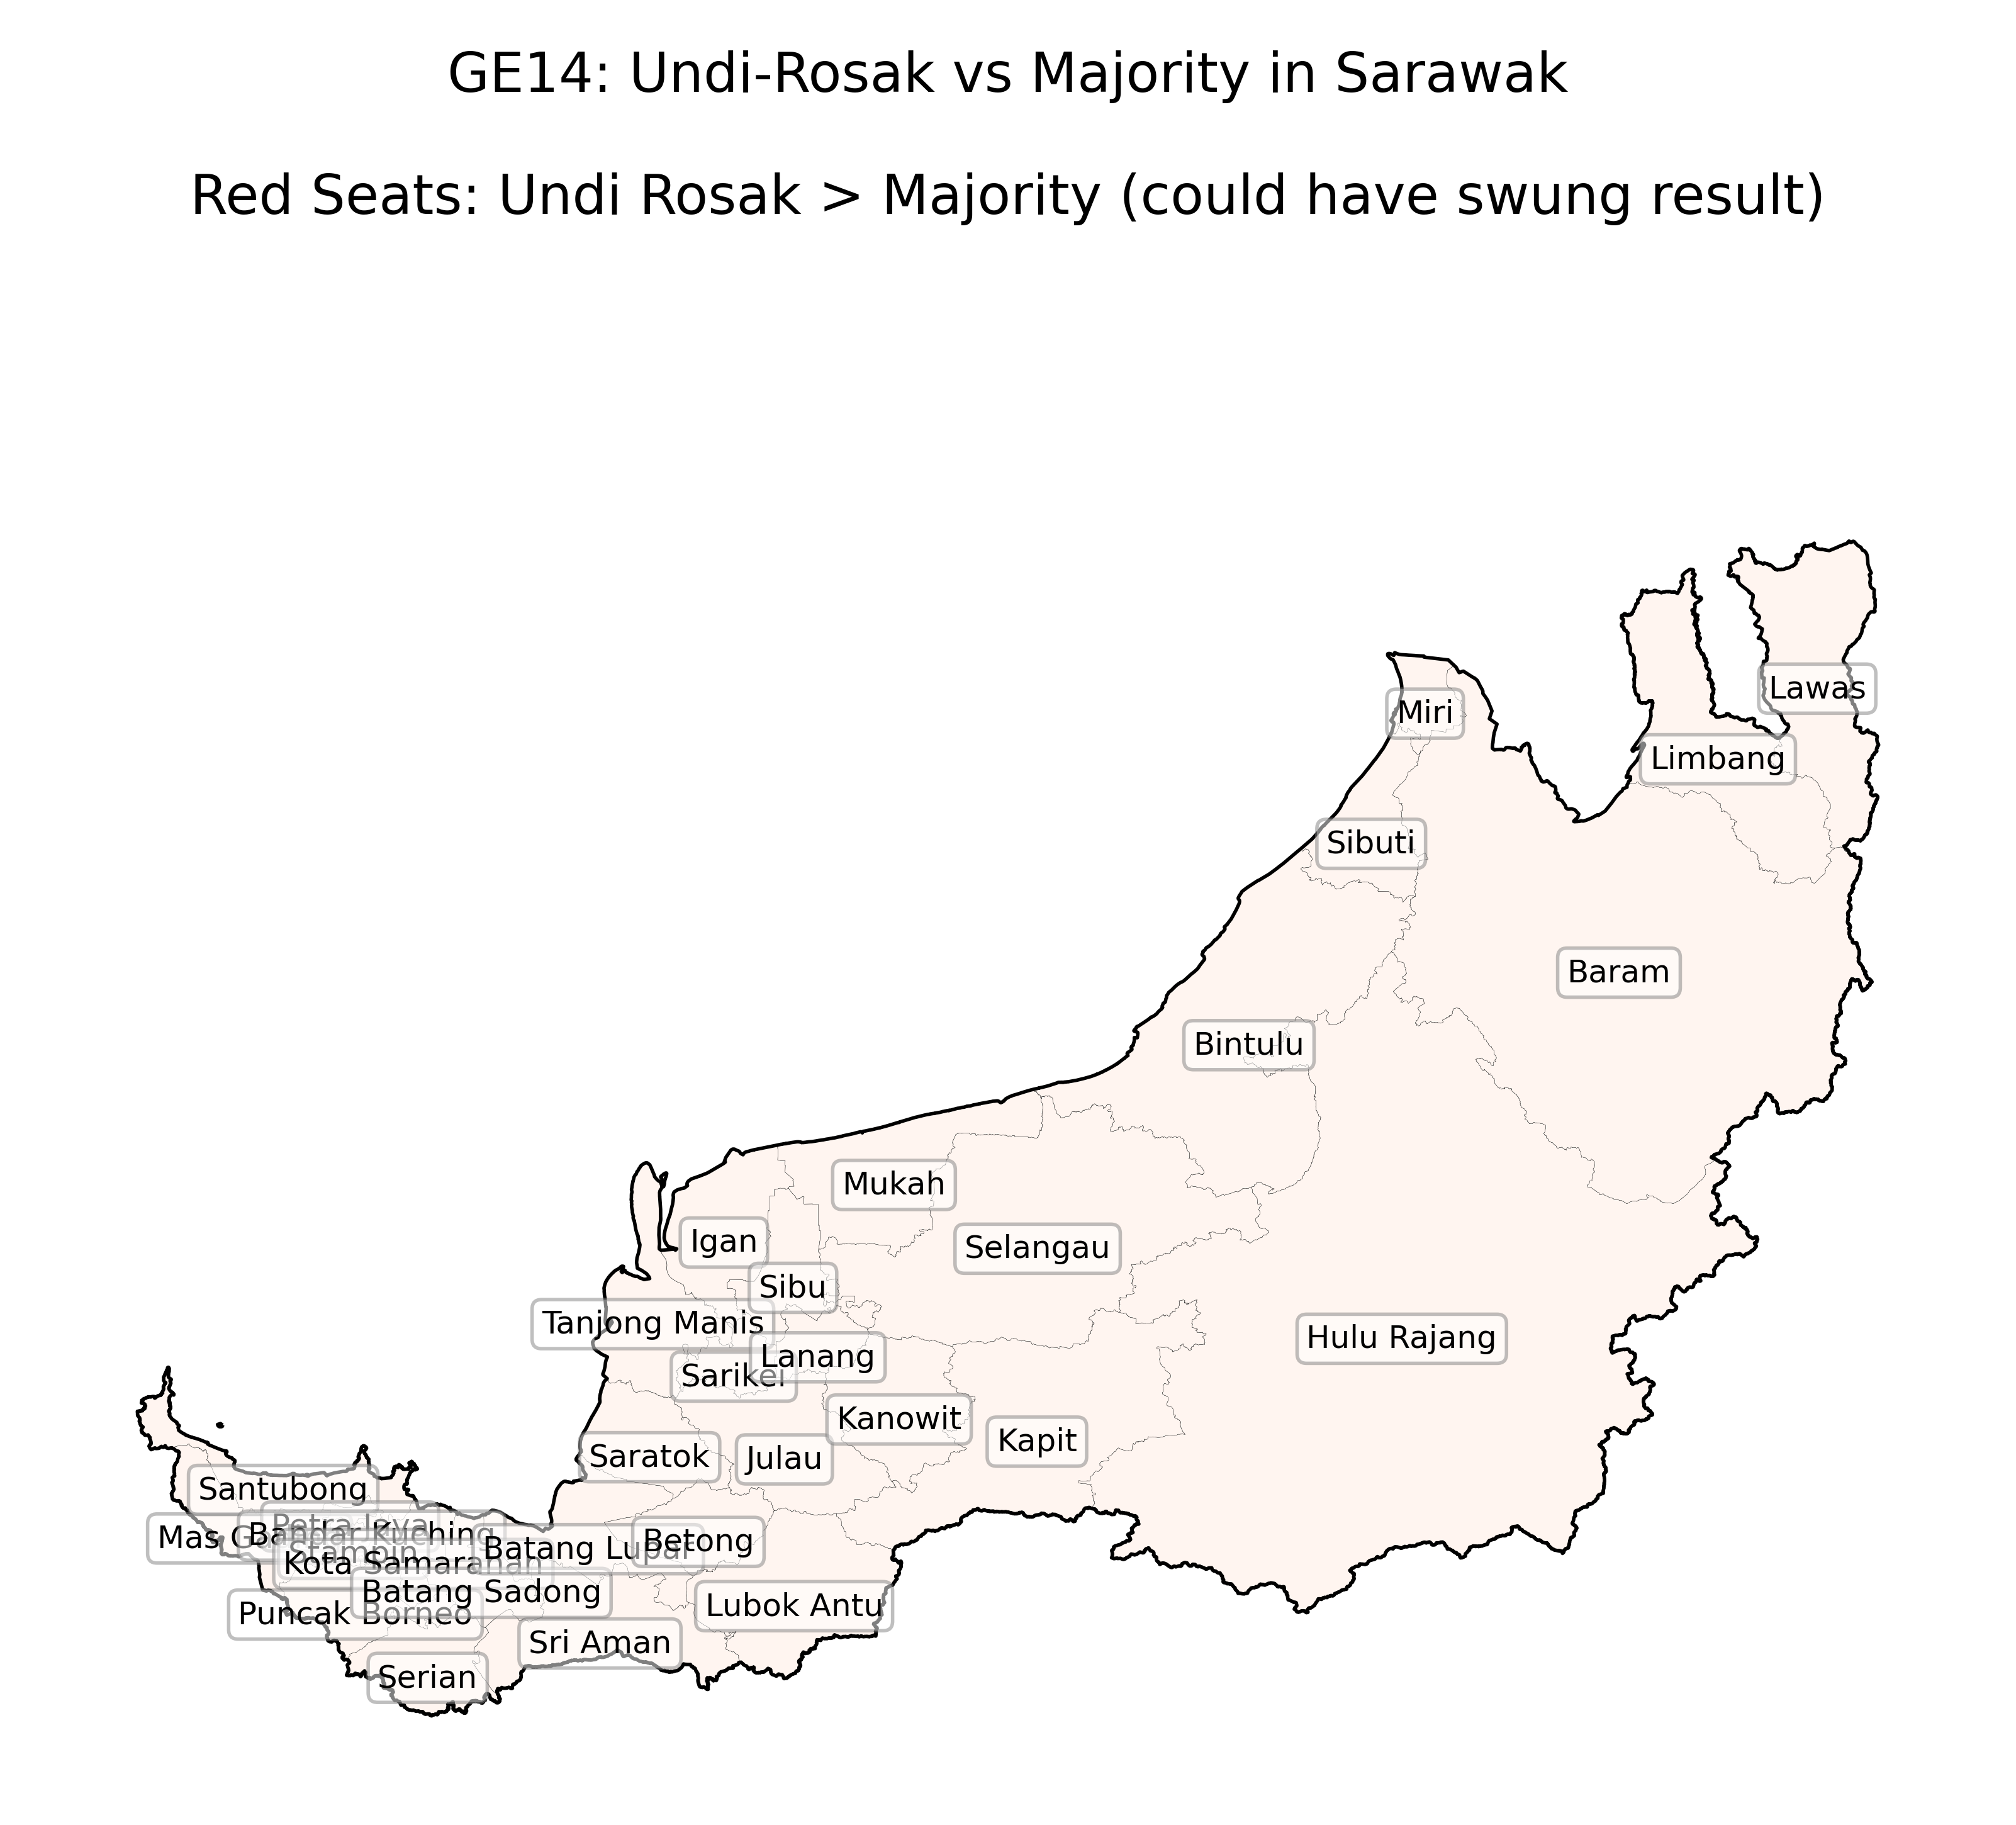 GE14: Undi-Rosak vs Majority in Sarawak
Red Seats: Undi Rosak > Majority (could have swung result)
Lawas
Miri
Limbang
Sibuti
Baram
Bintulu
Mukah
Igan
Selangau
Sibu
Tanjong Manis
Hulu Rajang
Lanang
Sarikei
Kanowit
Kapit
Saratok
Julau
Santubong
Petra Jaya
Mas G
Bandar Kuching
Betong
Batang Lupar
Stampin
Kota Samarahan
Batang Sadong
Lubok Antu
Puncak Borneo
Sri Aman
Serian